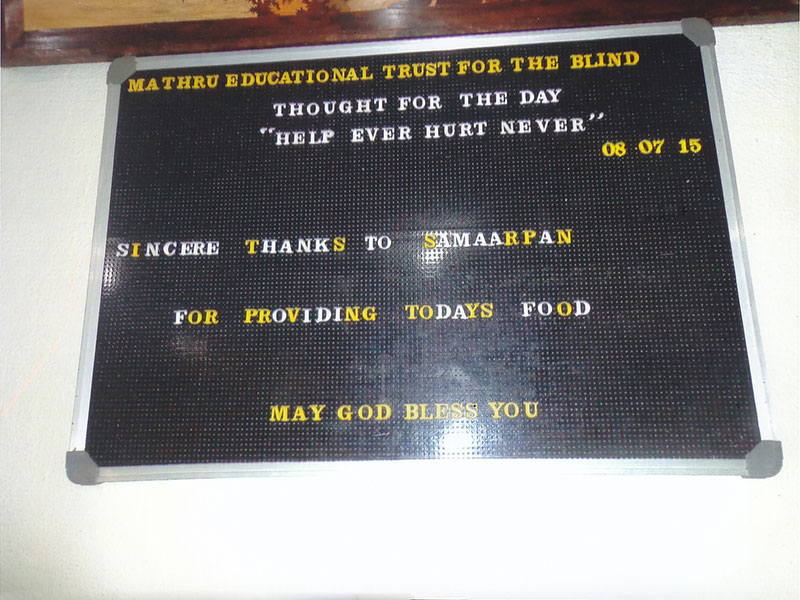 MATHRU EDUCATIONAL TRUST FOR THE BLIND
THOUGHT FOR THE DAY
"HELP EVER HURT NEVER"
08 07 15
SINCERE THANKS TO SAMAARPAN
FOR PROVIDING TODAYS FOOD
MAY GOD BLESS YOU